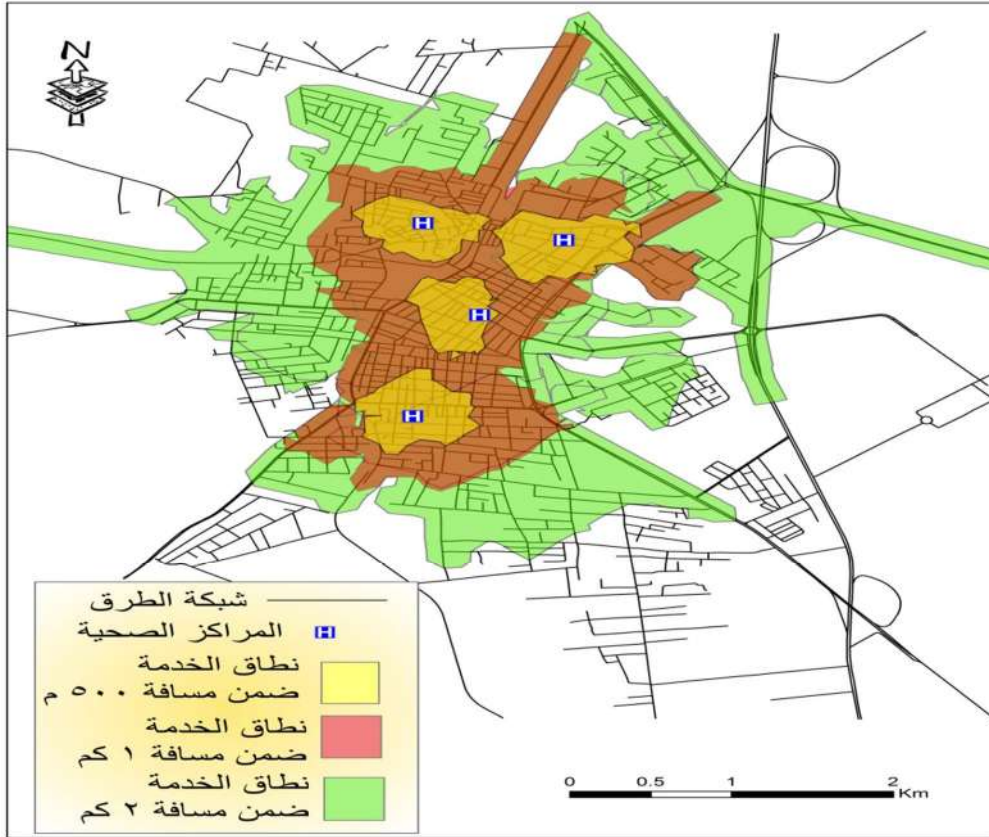 N
H
H
H
H
شبكة الطرق
المراكز الصحية H
نطاق الخدمة
ضمن مسافة ٥٠٠ م
نطاق الخدمة
ضمن مسافة ١ كم
نطاق الخدمة
ضمن مسافة ٢ كم
0 0.5 1 2
Km